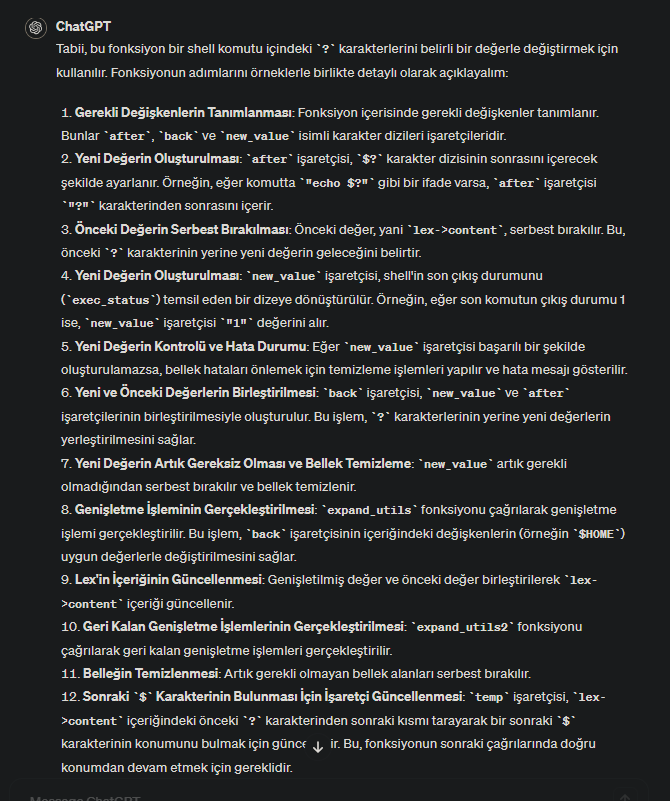 ChatGPT
Tabii, bu fonksiyon bir shell komutu içindeki `?` karakterlerini belirli bir değerle değiştirmek için
kullanılır. Fonksiyonun adımlarını örneklerle birlikte detaylı olarak açıklayalım:
1. Gerekli Değişkenlerin Tanımlanması: Fonksiyon içerisinde gerekli değişkenler tanımlanır.
Bunlar `after`, `back` ve `new_value` isimli karakter dizileri işaretçileridir.
2. Yeni Değerin Oluşturulması: `after` işaretçisi, `$?` karakter dizisinin sonrasını içerecek
şekilde ayarlanır. Örneğin, eğer komutta `"echo $?"` gibi bir ifade varsa, `after` işaretçisi
`"?"` karakterinden sonrasını içerir.
3. Önceki Değerin Serbest Bırakılması: Önceki değer, yani `lex->content`, serbest bırakılır. Bu,
önceki `?` karakterinin yerine yeni değerin geleceğini belirtir.
4. Yeni Değerin Oluşturulması: `new_value` işaretçisi, shell'in son çıkış durumunu
(`exec_status`) temsil eden bir dizeye dönüştürülür. Örneğin, eğer son komutun çıkış durumu 1
ise, `new_value` işaretçisi `"1"` değerini alır.
5. Yeni Değerin Kontrolü ve Hata Durumu: Eğer `new_value` işaretçisi başarılı bir şekilde
oluşturulamazsa, bellek hataları önlemek için temizleme işlemleri yapılır ve hata mesajı gösterilir.
6. Yeni ve Önceki Değerlerin Birleştirilmesi: `back` işaretçisi, `new_value` ve `after`
işaretçilerinin birleştirilmesiyle oluşturulur. Bu işlem, `?` karakterlerinin yerine yeni değerlerin
yerleştirilmesini sağlar.
7. Yeni Değerin Artık Gereksiz Olması ve Bellek Temizleme: `new_value` artık gerekli
olmadığından serbest bırakılır ve bellek temizlenir.
8. Genişletme İşleminin Gerçekleştirilmesi: `expand_utils` fonksiyonu çağrılarak genişletme
işlemi gerçekleştirilir. Bu işlem, `back` işaretçisinin içeriğindeki değişkenlerin (örneğin `$HOME`)
uygun değerlerle değiştirilmesini sağlar.
9. Lex'in İçeriğinin Güncellenmesi: Genişletilmiş değer ve önceki değer birleştirilerek `lex-
>content` içeriği güncellenir.
10. Geri Kalan Genişletme İşlemlerinin Gerçekleştirilmesi: `expand_utils2` fonksiyonu
çağrılarak geri kalan genişletme işlemleri gerçekleştirilir.
11. Belleğin Temizlenmesi: Artık gerekli olmayan bellek alanları serbest bırakılır.
12. Sonraki `$` Karakterinin Bulunması İçin İşaretçi Güncellenmesi: `temp` işaretçisi, `lex-
>content` içeriğindeki önceki `?` karakterinden sonraki kısmı tarayarak bir sonraki `$`
karakterinin konumunu bulmak için günce ir. Bu, fonksiyonun sonraki çağrılarında doğru
konumdan devam etmek için gereklidir.
Message ChatGPT